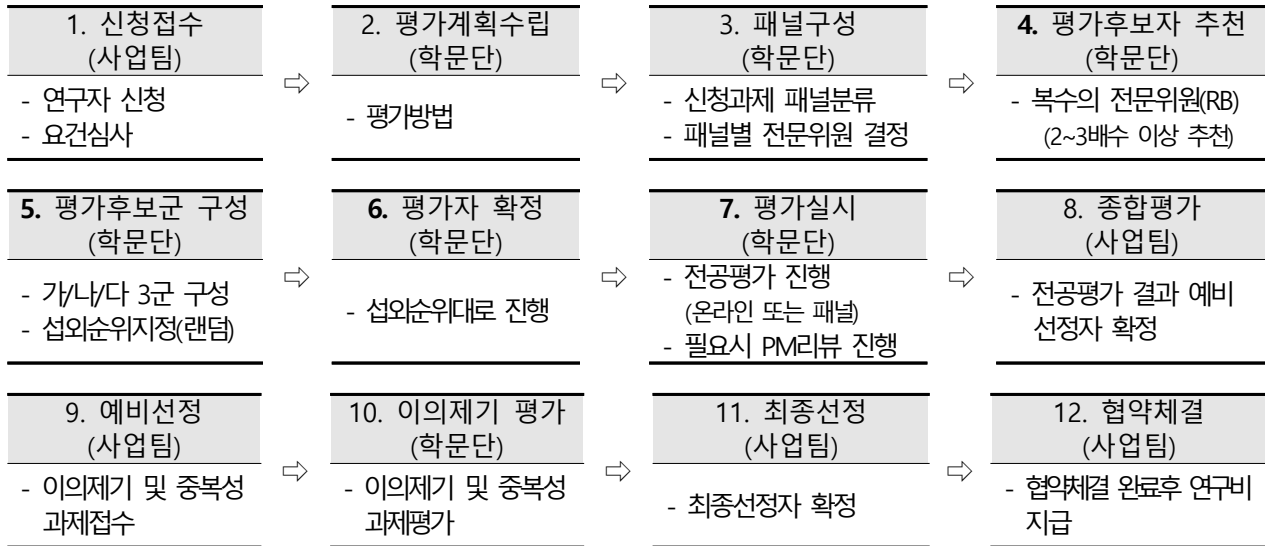 1. 신청접수
(사업팀)
- 연구자 신청
- 요건심사
⇨
2. 평가계획수립
(학문단)
- 평가방법
⇨
3. 패널구성
(학문단)
- 신청과제 패널분류
- 패널별 전문위원 결정
⇨
4. 평가후보자 추천
(학문단)
- 복수의 전문위원(RB)
(2~3배수 이상 추천)
5. 평가후보군 구성
(학문단)
- 가/나/다 3군 구성
- 섭외순위지정(랜덤)
⇨
6. 평가자 확정
(학문단)
- 섭외순위대로 진행
⇨
7. 평가실시
(학문단)
- 전공평가 진행
(온라인 또는 패널)
- 필요시 PM리뷰 진행
⇨
8. 종합평가
(사업팀)
- 전공평가 결과 예비
선정자 확정
9. 예비선정
(사업팀)
- 이의제기 및 중복성
과제접수
⇨
10. 이의제기 평가
(학문단)
- 이의제기 및 중복성
과제평가
⇨
11. 최종선정
(사업팀)
- 최종선정자 확정
⇨
12. 협약체결
(사업팀)
- 협약체결 완료후 연구비
지급